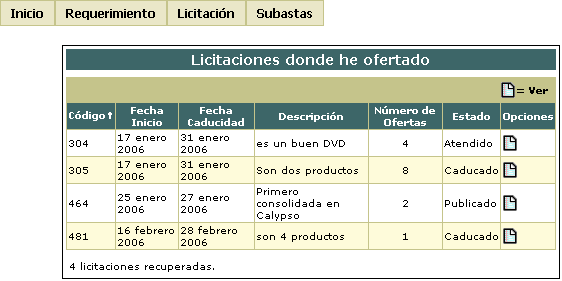 Inicio Requerimiento Licitación Subastas
Licitaciones donde he ofertado
= Ver
Código↑ Fecha Inicio Fecha Caducidad Descripción Número de Ofertas Estado Opciones
304 17 enero 2006 31 enero 2006 es un buen DVD 4 Atendido
305 17 enero 2006 31 enero 2006 Son dos productos 8 Caducado
464 25 enero 2006 27 enero 2006 Primero consolidada en Calypso 2 Publicado
481 16 febrero 2006 28 febrero 2006 son 4 productos 1 Caducado
4 licitaciones recuperadas.